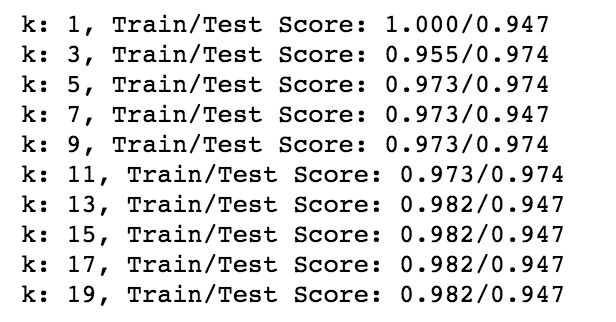 k: 1, Train/Test Score: 1.000/0.947
k: 3, Train/Test Score: 0.955/0.974
k: 5, Train/Test Score: 0.973/0.974
k: 7, Train/Test Score: 0.973/0.947
k: 9, Train/Test Score: 0.973/0.974
k: 11, Train/Test Score: 0.973/0.974
k: 13, Train/Test Score: 0.982/0.947
k: 15, Train/Test Score: 0.982/0.947
k: 17, Train/Test Score: 0.982/0.947
k: 19, Train/Test Score: 0.982/0.947